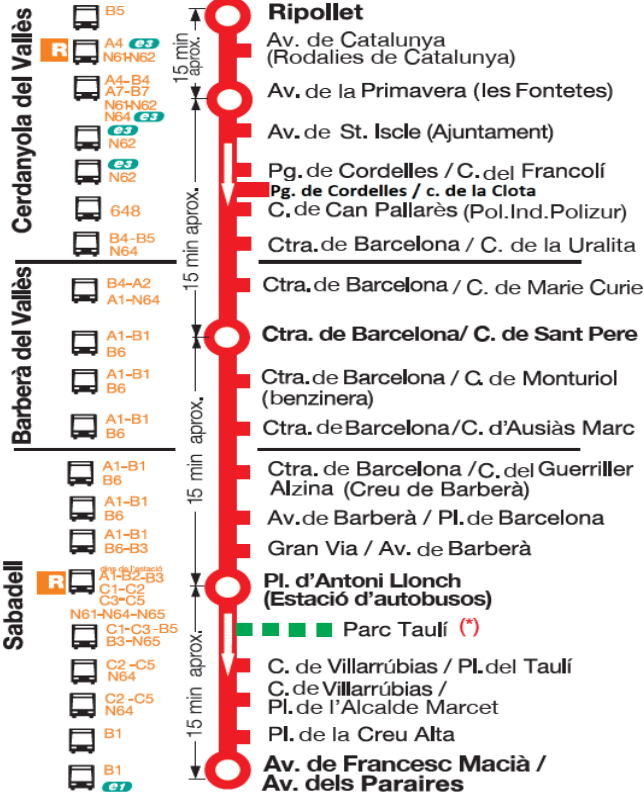 Cerdanyola del Vallès
Barberà del Vallès
Sabadell
B5
Ripollet
15 min aprox.
R A4 e3
N61-N62
Av. de Catalunya
(Rodalies de Catalunya)
A4-B4
A7-B7
N61-N62
N64 e3
Av. de la Primavera (les Fontetes)
15 min aprox.
e3
N62
Av. de St. Iscle (Ajuntament)
e3
N62
Pg. de Cordelles / C. del Francolí
Pg. de Cordelles / c. de la Clota
648
C. de Can Pallarès (Pol.Ind.Polizur)
B4-B5
N64
Ctra. de Barcelona / C. de la Uralita
B4-A2
A1-N64
Ctra. de Barcelona / C. de Marie Curie
A1-B1
B6
Ctra. de Barcelona/ C. de Sant Pere
15 min aprox.
A1-B1
B6
Ctra. de Barcelona / C. de Monturiol
(benzinera)
A1-B1
B6
Ctra. de Barcelona/C. d'Ausiàs Marc
A1-B1
B6
Ctra. de Barcelona /C. del Guerriller
Alzina (Creu de Barberà)
A1-B1
B6
Av. de Barberà / Pl. de Barcelona
A1-B1
B6-B3
Gran Via / Av. de Barberà
dins de l'estació
R A1-B2-B3
C1-C2
C3-C5
N61-N64-N65
Pl. d'Antoni Llonch
(Estació d'autobusos)
15 min aprox.
C1-C3-B5
B3-N65
Parc Taulí (*)
C2-C5
N64
C. de Villarrúbias / Pl. del Taulí
C2-C5
N64
C. de Villarrúbias /
Pl. de l'Alcalde Marcet
B1
Pl. de la Creu Alta
B1
e1
Av. de Francesc Macià /
Av. dels Paraires